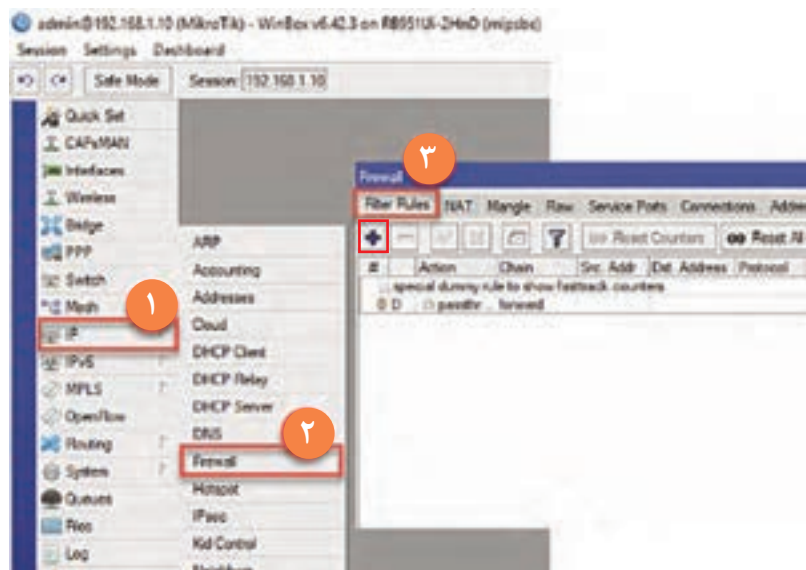 admin@192.168.1.10 (MikroTik) - WinBox v6.42.3 on RB951Ui-2HnD (mipsbe)
Session Settings Dashboard
Safe Mode Session: 192.168.1.10
Quick Set
CAPsMAN
Interfaces
Wireless
Bridge
PPP
Switch
Mesh
۱
IP
IPv6
MPLS
OpenFlow
Routing
System
Queues
Files
Log
ARP
Accounting
Addresses
Cloud
DHCP Client
DHCP Relay
DHCP Server
DNS
۲
Firewall
Hotspot
IPsec
Kid Control
Neighbors
۳
Firewall
Filter Rules NAT Mangle Raw Service Ports Connections Addre
Reset Counters Reset All
# Action Chain Src. Addr Dst. Address Protocol
special dummy rule to show fasttrack counters
0 D passthr... forward